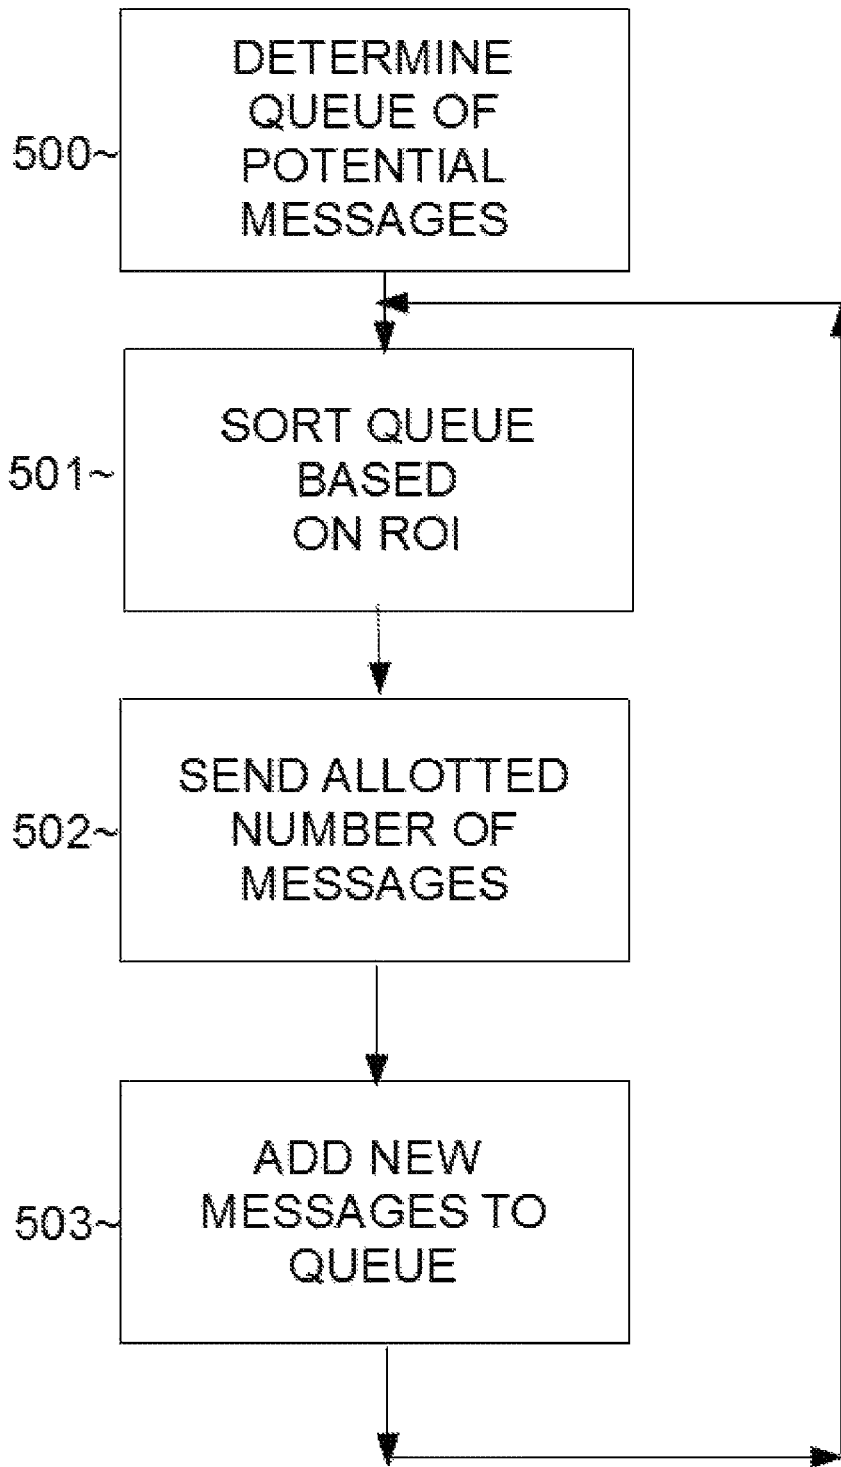 DETERMINE
QUEUE OF
POTENTIAL
MESSAGES
500~
SORT QUEUE
BASED
ON ROI
501~
SEND ALLOTTED
NUMBER OF
MESSAGES
502~
ADD NEW
MESSAGES TO
QUEUE
503~